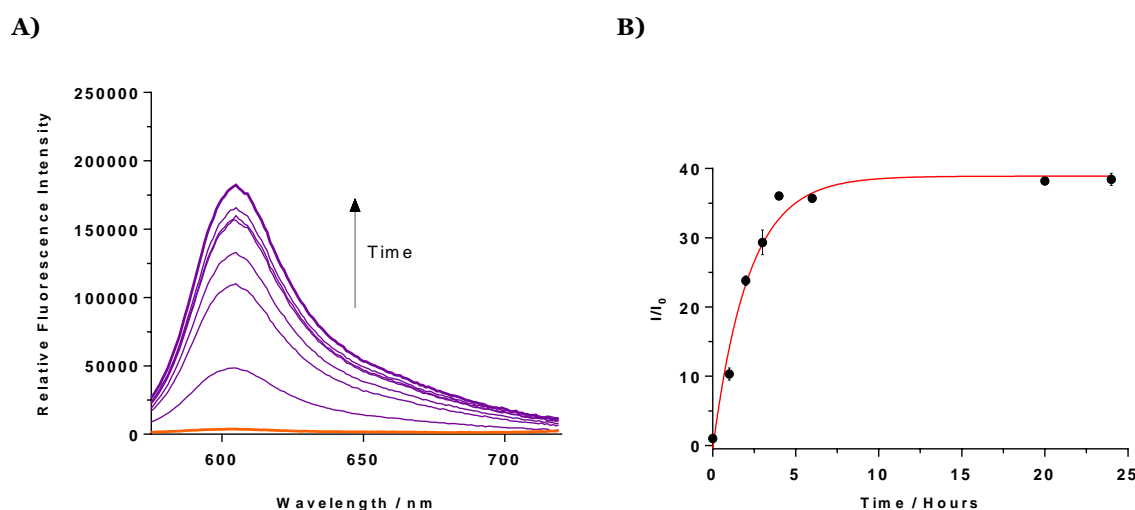 A)
B)
250000
200000
150000
100000
50000
0
Relative Fluorescence Intensity
Time
600
650
700
Wavelength / nm
40
30
20
10
0
I/I0
0
5
10
15
20
25
Time / Hours